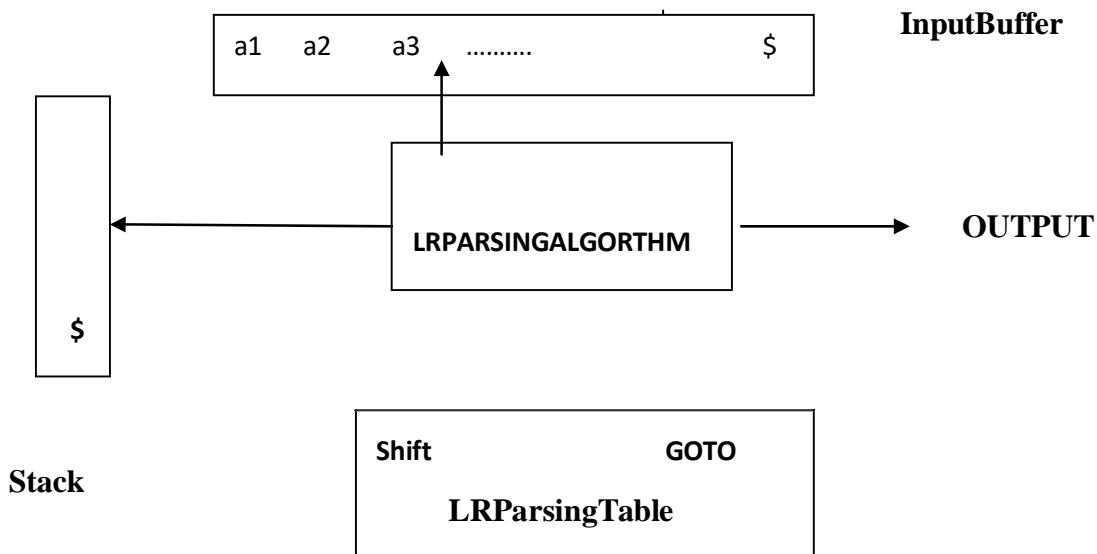 InputBuffer
a1 a2 a3 .......... $
LRPARSINGALGORTHM
OUTPUT
$
Shift GOTO
Stack
LRParsingTable